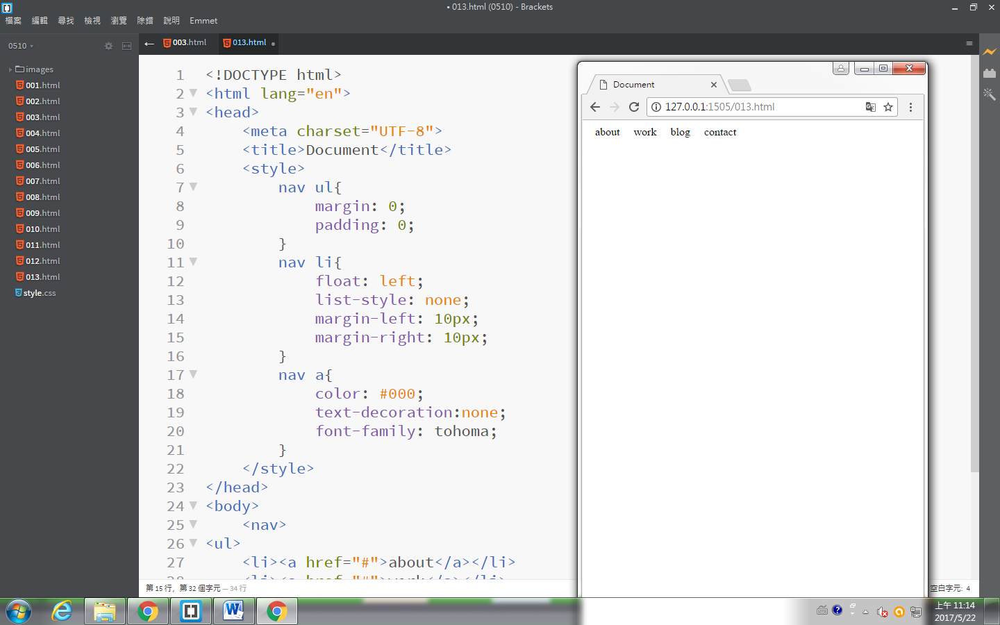 • 013.html (0510) - Brackets
檔案 編輯 尋找 檢視 瀏覽 除錯 說明 Emmet
0510
003.html
013.html
images
001.html
002.html
003.html
004.html
005.html
006.html
007.html
008.html
009.html
010.html
011.html
012.html
013.html
style.css
1 <!DOCTYPE html>
2 <html lang="en">
3 <head>
4 <meta charset="UTF-8">
5 <title>Document</title>
6 <style>
7 nav ul{
8 margin: 0;
9 padding: 0;
10 }
11 nav li{
12 float: left;
13 list-style: none;
14 margin-left: 10px;
15 margin-right: 10px;
16 }
17 nav a{
18 color: #000;
19 text-decoration:none;
20 font-family: tohoma;
21 }
22 </style>
23 </head>
24 <body>
25 <nav>
26 <ul>
27 <li><a href="#">about</a></li>
28 <li><a href="#">work</a></li>
第 15 行，第 32 個字元 — 34 行
空白字元: 4
Document
127.0.0.1:1505/013.html
about work blog contact
上午 11:14
2017/5/22